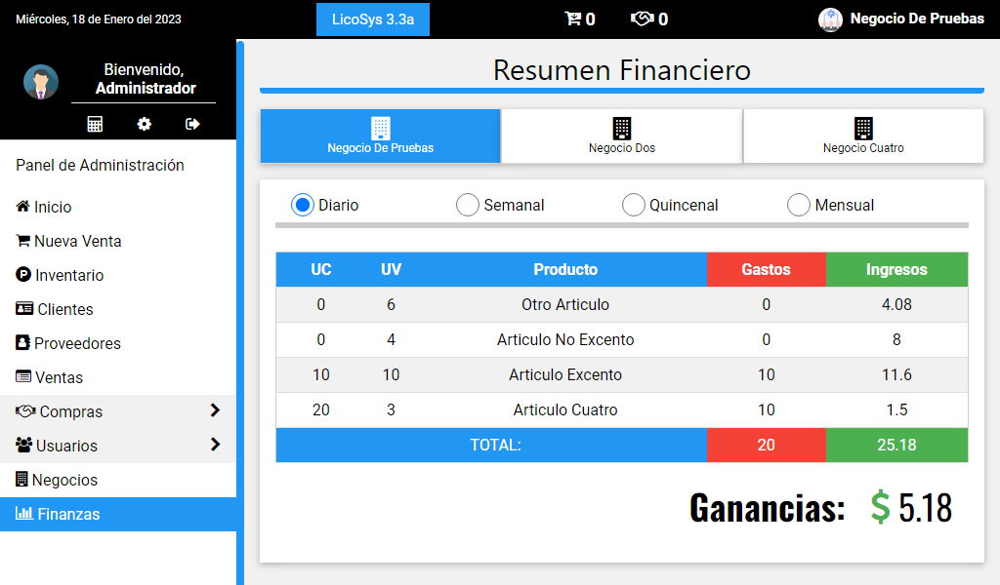 Miércoles, 18 de Enero del 2023
LicoSys 3.3a
0
0
Negocio De Pruebas
Bienvenido,
Administrador
Panel de Administración
Inicio
Nueva Venta
Inventario
Clientes
Proveedores
Ventas
Compras
Usuarios
Negocios
Finanzas
Resumen Financiero
Negocio De Pruebas
Negocio Dos
Negocio Cuatro
Diario Semanal Quincenal Mensual
UC UV Producto Gastos Ingresos
0 6 Otro Articulo 0 4.08
0 4 Articulo No Excento 0 8
10 10 Articulo Excento 10 11.6
20 3 Articulo Cuatro 10 1.5
TOTAL: 20 25.18
Ganancias: $ 5.18